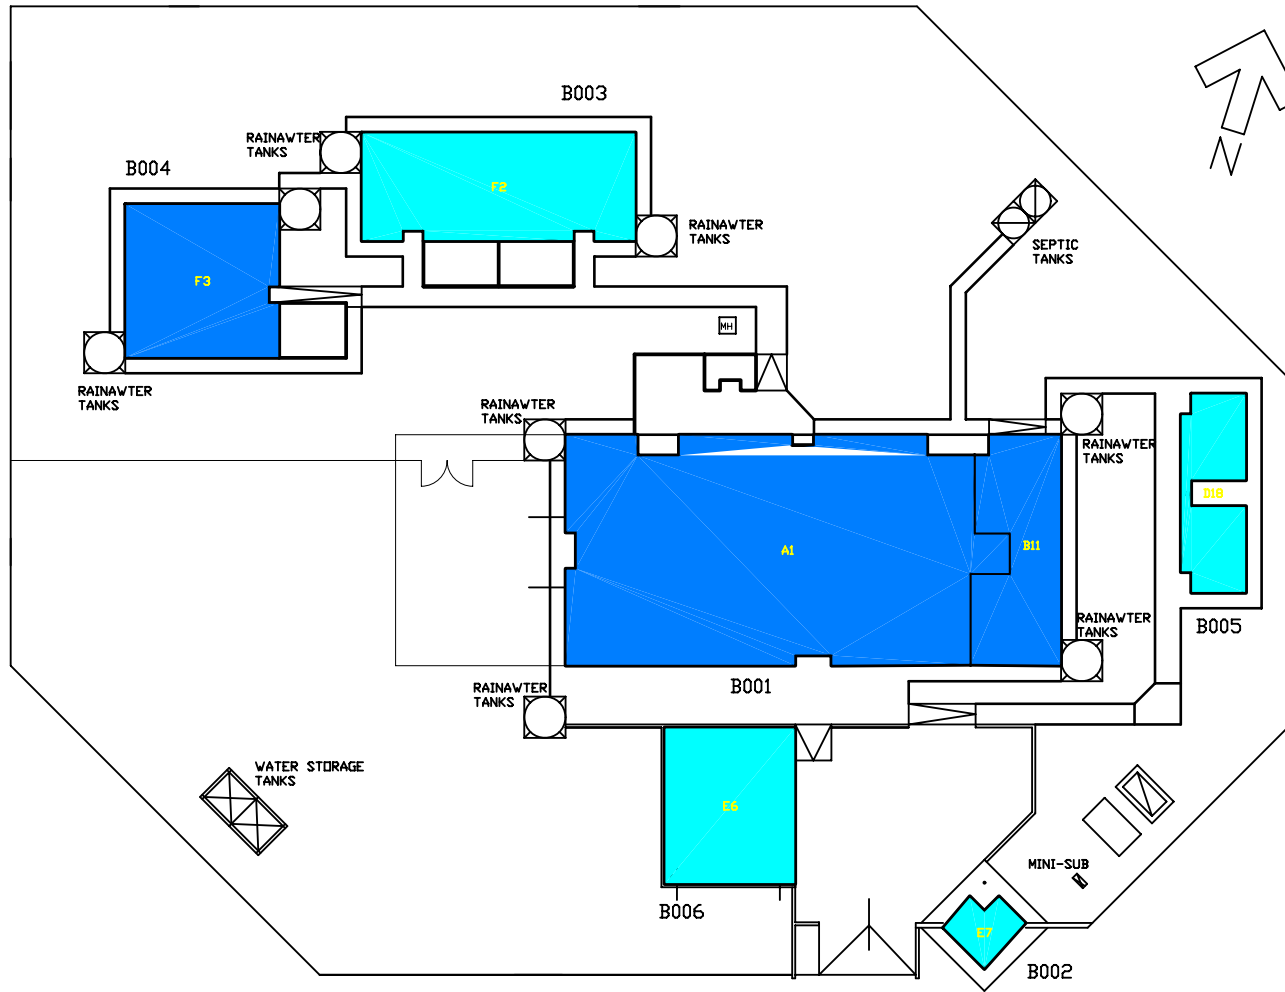 B003
RAINAWTER
TANKS
B004
F2
RAINAWTER
TANKS
SEPTIC
TANKS
N
F3
MH
RAINAWTER
TANKS
RAINAWTER
TANKS
RAINAWTER
TANKS
D18
A1
B11
RAINAWTER
TANKS
B005
B001
RAINAWTER
TANKS
WATER STORAGE
TANKS
E6
MINI-SUB
B006
E7
B002